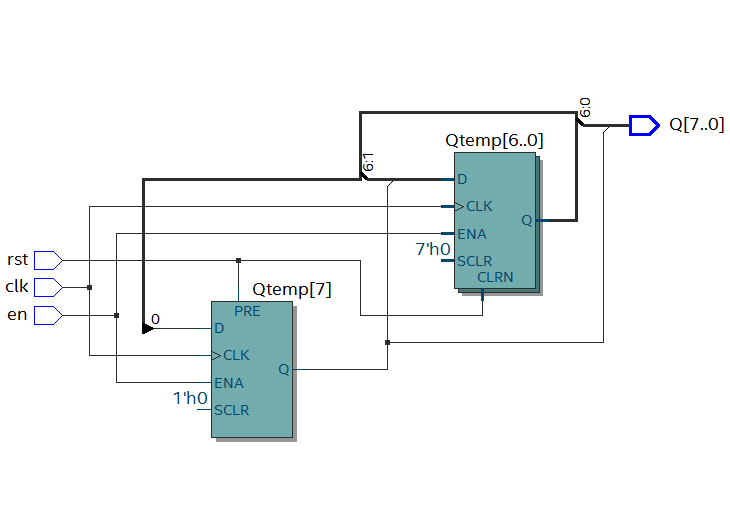 6:0
Q[7..0]
Qtemp[6..0]
6:1
D
CLK
Q
ENA
7'h0
SCLR
CLRN
rst
clk
en
Qtemp[7]
PRE
0
D
CLK
Q
ENA
1'h0
SCLR